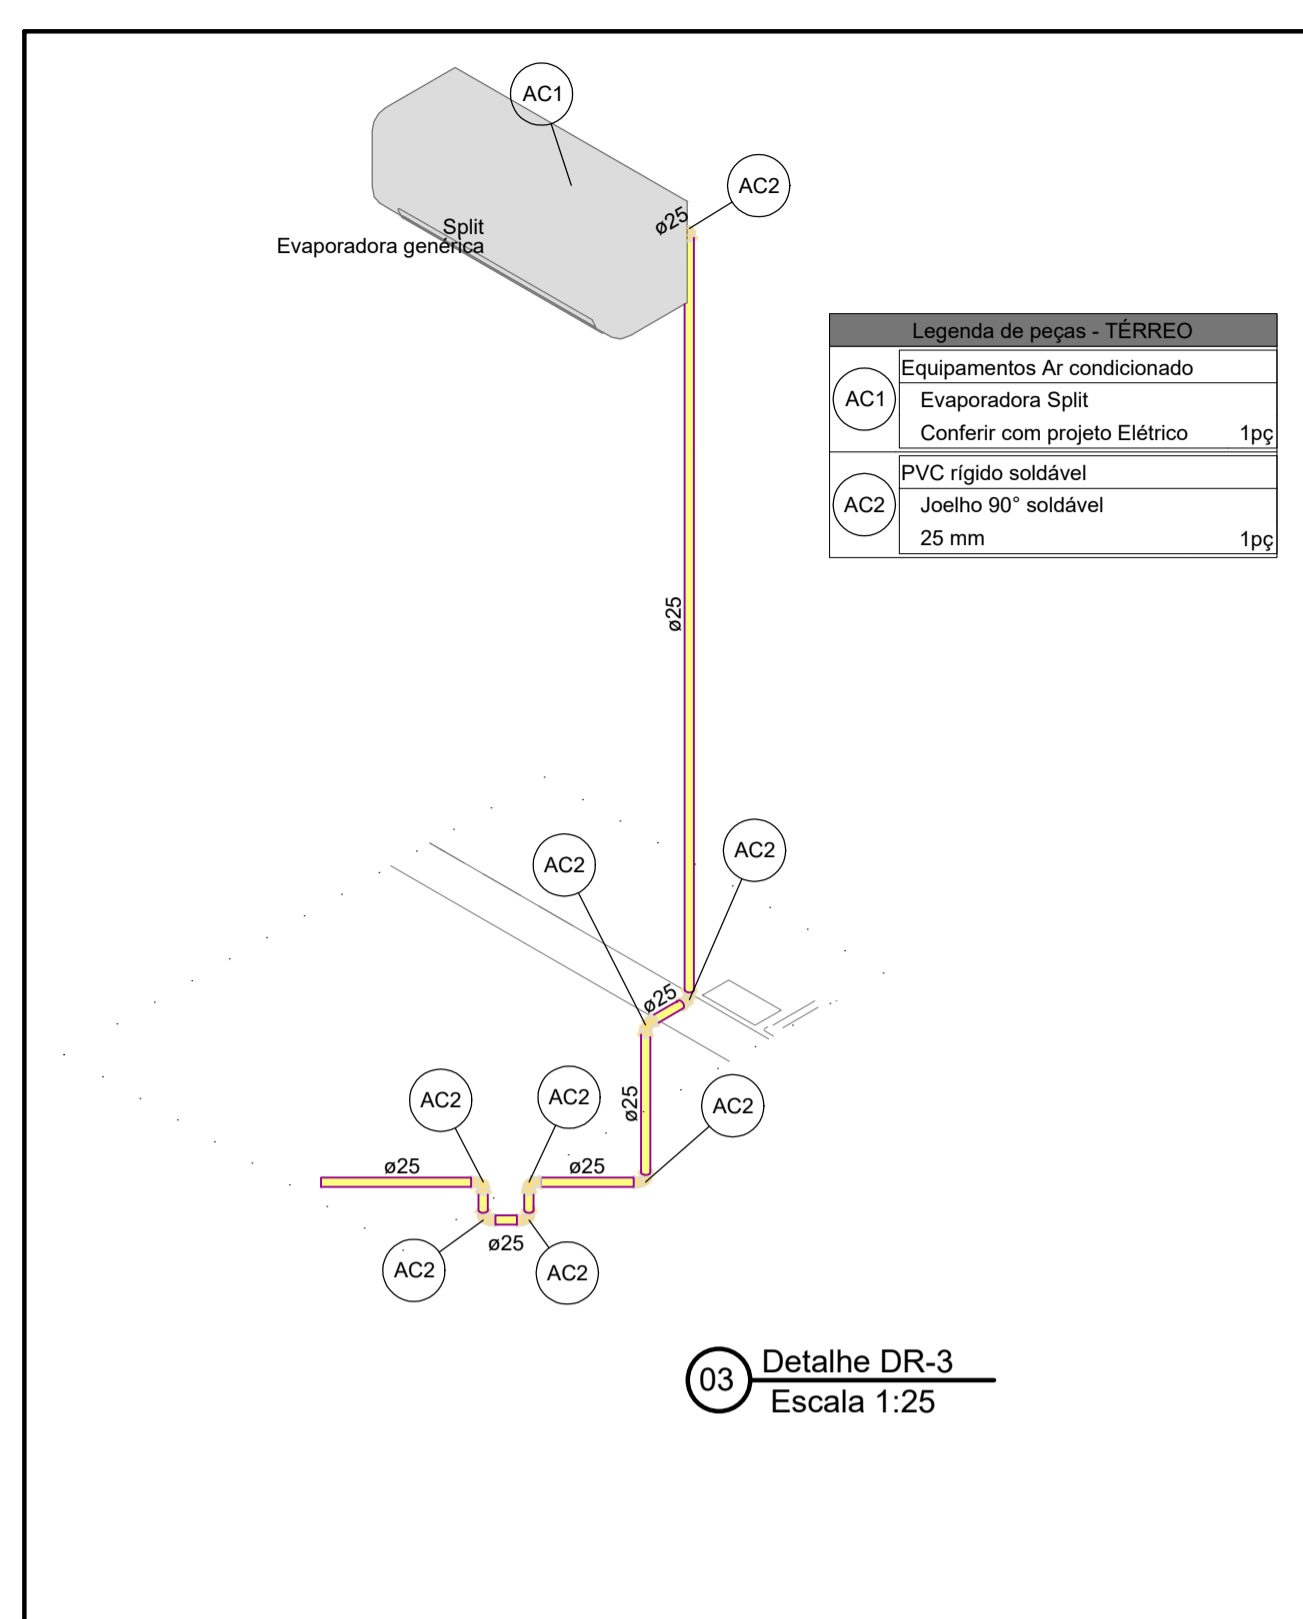 AC1
AC2
ø25
Split
Evaporadora genérica
Legenda de peças - TÉRREO
AC1
Equipamentos Ar condicionado
Evaporadora Split
Conferir com projeto Elétrico 1pç
AC2
PVC rígido soldável
Joelho 90° soldável
25 mm 1pç
ø25
AC2
AC2
ø25
AC2
AC2
ø25
AC2
ø25
ø25
ø25
AC2
AC2
03
Detalhe DR-3
Escala 1:25